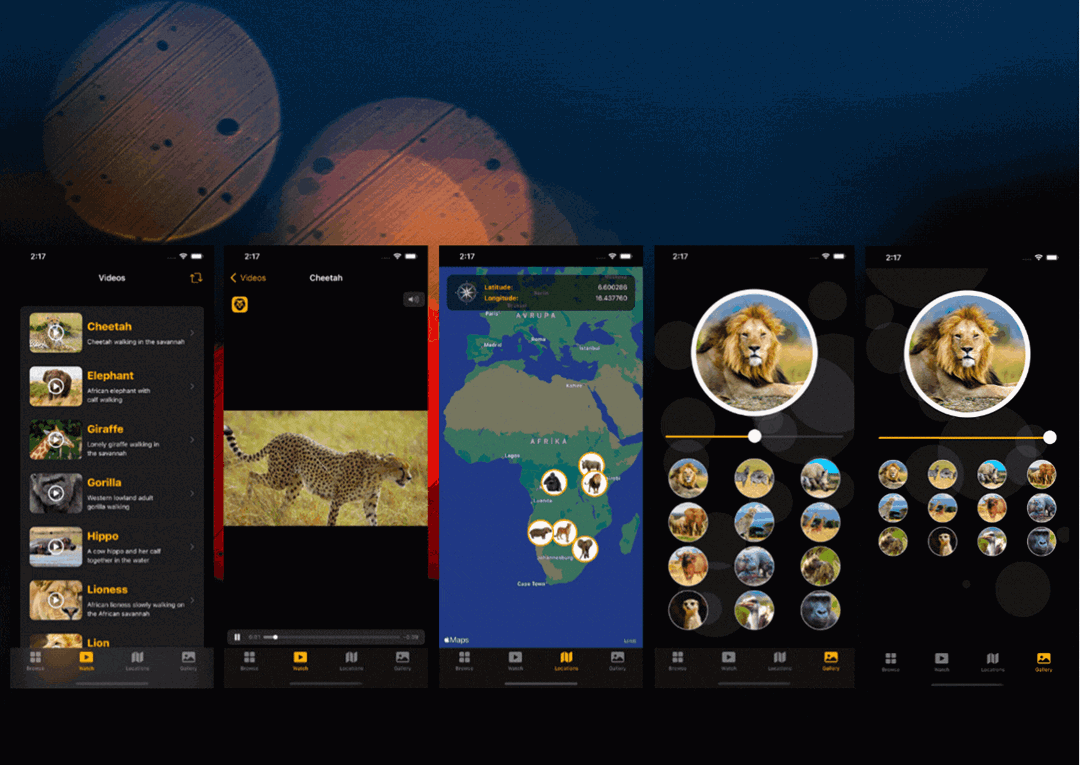 2:17
Videos
Cheetah
Cheetah walking in the savannah
Elephant
African elephant with
calf walking
Giraffe
Lonely giraffe walking in
the savannah
Gorilla
Western lowland adult
gorilla walking
Hippo
A cow hippo and her calf
together in the water
Lioness
African lioness slowly walking on
the African savannah
Lion
Browse
Watch
Locations
Gallery
2:17
Videos
Cheetah
0:01
Browse
Watch
Locations
Gallery
2:17
Latitude:
6.600286
Longitude:
16.437760
Berlin
Paris
AVRUPA
Madrid
Roma
İstanbul
Kahire
AFRİKA
Lagos
Luanda
Johannesburg
Cape Town
Maps
Legal
Browse
Watch
Locations
Gallery
2:17
Browse
Watch
Locations
Gallery
2:17
Browse
Watch
Locations
Gallery